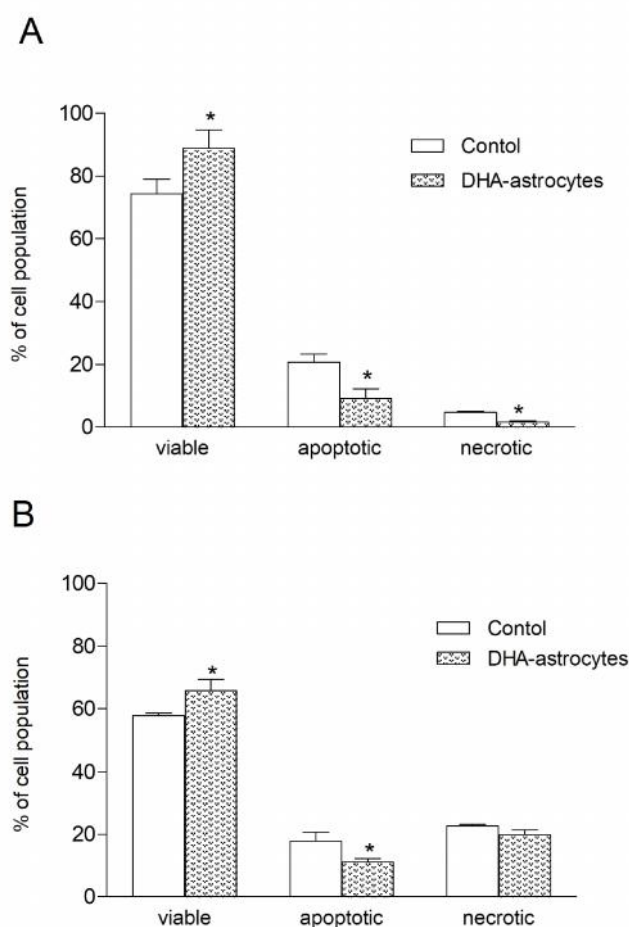 A
% of cell population
100
80
60
40
20
0
*
*
*
Contol
DHA-astrocytes
viable apoptotic necrotic
B
% of cell population
100
80
60
40
20
0
*
*
Contol
DHA-astrocytes
viable apoptotic necrotic